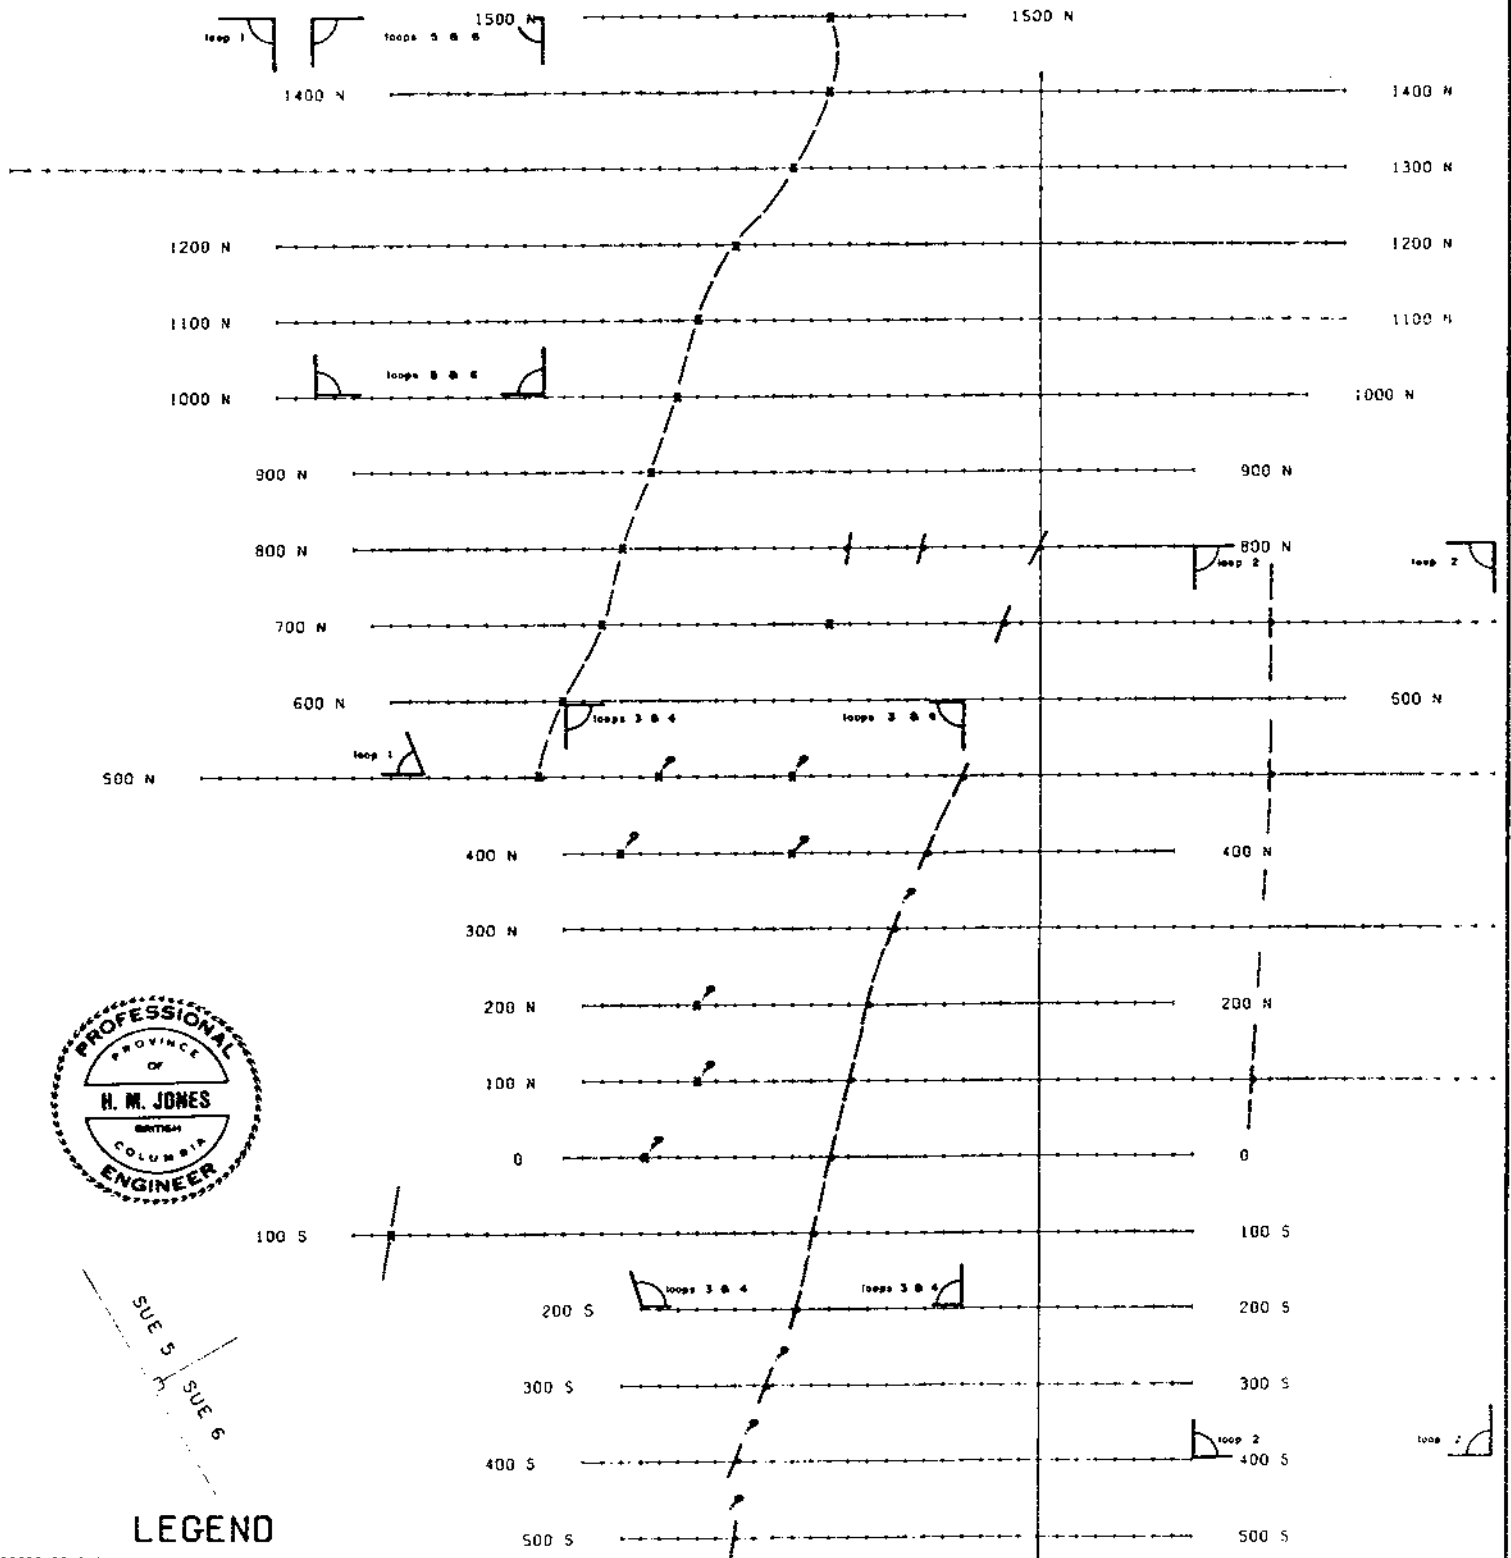 1500 N 1500 N
loop 1 loops 5 & 6
1400 N 1400 N
1300 N
1200 N 1200 N
1100 N 1100 N
loops 5 & 6
1000 N 1000 N
900 N 900 N
800 N 800 N
loop 2 loop 2
700 N
600 N 600 N
loops 3 & 4 loops 3 & 4
loop 1
500 N
400 N 400 N
300 N
200 N 200 N
100 N
PROFESSIONAL
PROVINCE
OF
H. M. JONES
BRITISH
COLUMBIA
ENGINEER
0 0
100 S 100 S
loops 3 & 4 loops 3 & 4
200 S 200 S
SUE 5
SUE 6
300 S 300 S
loop 2 loop
400 S 400 S
LEGEND
500 S 500 S